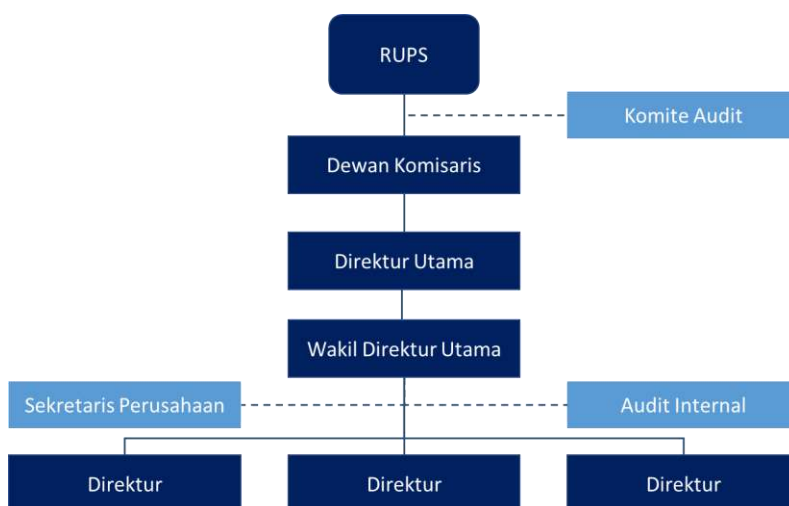 RUPS
Komite Audit
Dewan Komisaris
Direktur Utama
Wakil Direktur Utama
Sekretaris Perusahaan
Audit Internal
Direktur
Direktur
Direktur